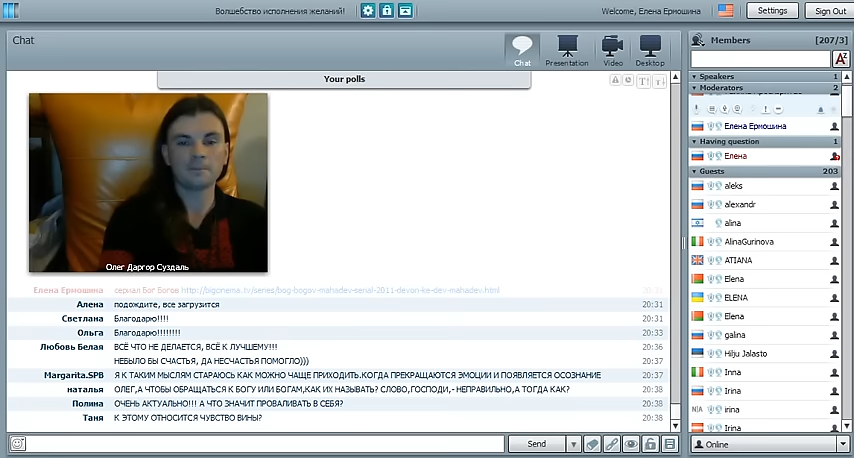 Волшебство исполнения желаний!
Welcome, Елена Ермошина
Settings
Sign Out
Chat
Chat
Presentation
Video
Desktop
Your polls
Олег Даргор Суздаль
Елена Ермошина сериал Бог Богов http://bigonema.tv/series/bog-bogov-mahadev-serial-2011-devon-ke-dev-mahadev.html 20:31
Алена подождите, все загрузится 20:31
Светлана Благодарю!!!! 20:31
Ольга Благодарю!!!!!!!! 20:33
Любовь Белая ВСЁ ЧТО НЕ ДЕЛАЕТСЯ, ВСЁ К ЛУЧШЕМУ!!! 20:36
НЕБЫЛО БЫ СЧАСТЬЯ, ДА НЕСЧАСТЬЯ ПОМОГЛО))) 20:37
Margarita.SPB Я К ТАКИМ МЫСЛЯМ СТАРАЮСЬ КАК МОЖНО ЧАЩЕ ПРИХОДИТЬ.КОГДА ПРЕКРАЩАЮТСЯ ЭМОЦИИ И ПОЯВЛЯЕТСЯ ОСОЗНАНИЕ 20:37
наталья ОЛЕГ,А ЧТОБЫ ОБРАЩАТЬСЯ К БОГУ ИЛИ БОГАМ,КАК ИХ НАЗЫВАТЬ? СЛОВО,ГОСПОДИ,- НЕПРАВИЛЬНО,А ТОГДА КАК? 20:38
Полина ОЧЕНЬ АКТУАЛЬНО!!! А ЧТО ЗНАЧИТ ПРОВАЛИВАТЬ В СЕБЯ? 20:38
Таня К ЭТОМУ ОТНОСИТСЯ ЧУВСТВО ВИНЫ? 20:38
Send
Members [207/3]
Speakers 1
Moderators 2
Елена Ермошина
Having question 1
Елена
Guests 203
aleks
alexandr
alina
AlinaGurinova
ATIANA
Elena
ELENA
Elena
galina
Hilju Jalasto
Inna
Irina
N\A irina
Irina
Online